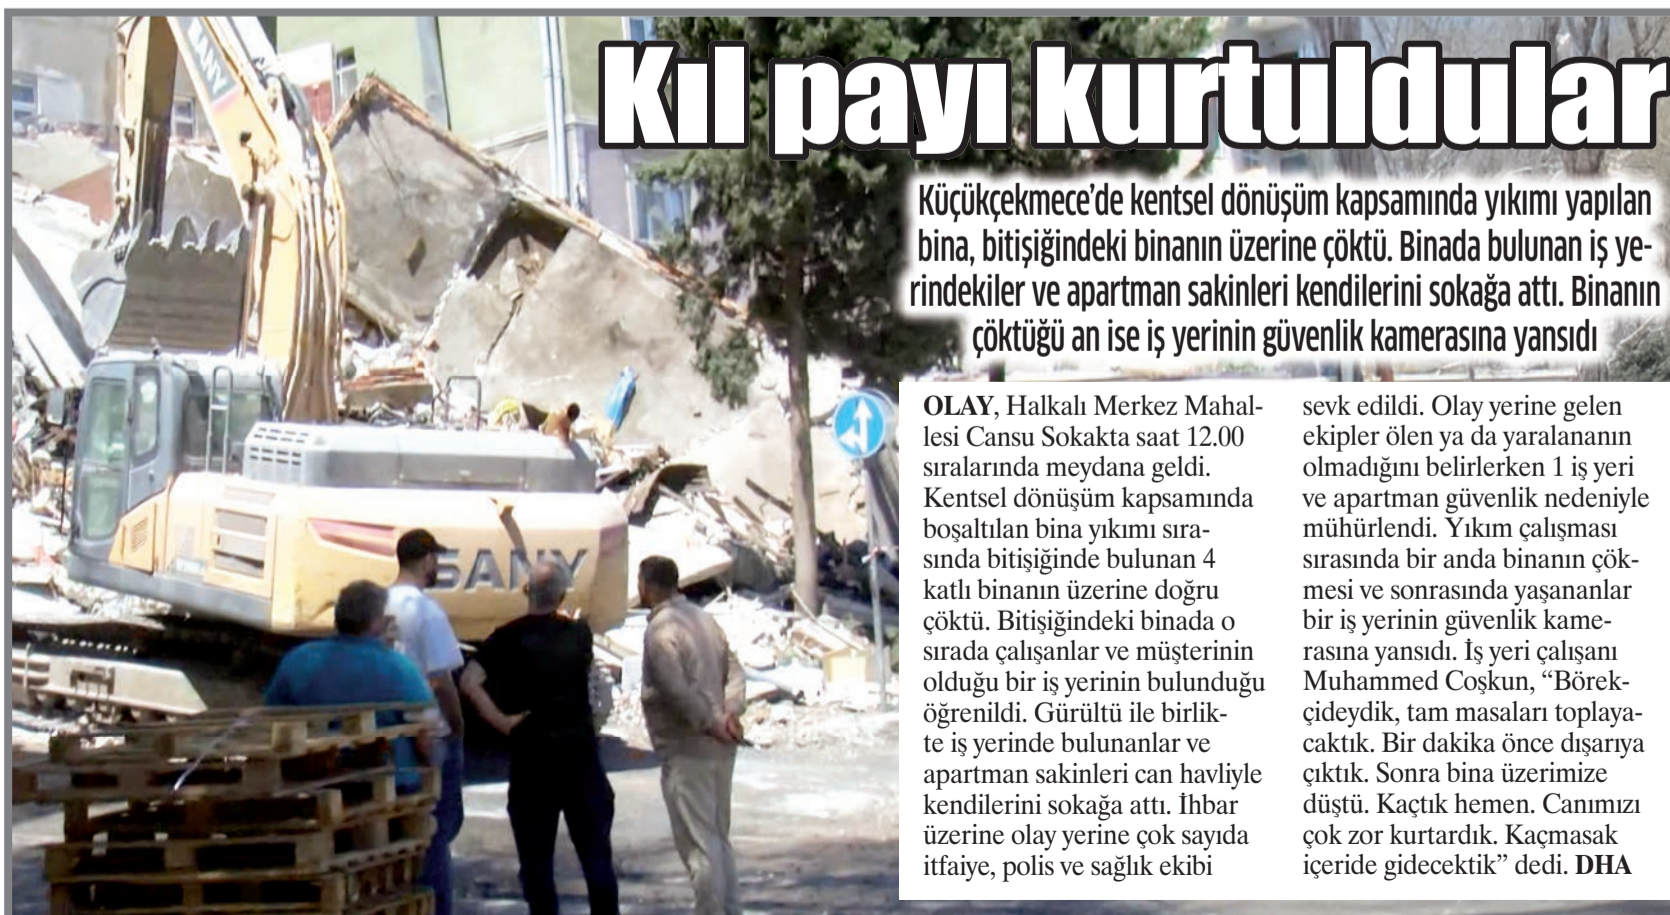 Kıl payı kurtuldular
Küçükçekmece’de kentsel dönüşüm kapsamında yıkımı yapılan
bina, bitişiğindeki binanın üzerine çöktü. Binada bulunan iş ye-
rindekiler ve apartman sakinleri kendilerini sokağa attı. Binanın
çöktüğü an ise iş yerinin güvenlik kamerasına yansıdı
OLAY, Halkalı Merkez Mahal-
lesi Cansu Sokakta saat 12.00
sıralarında meydana geldi.
Kentsel dönüşüm kapsamında
boşaltılan bina yıkımı sıra-
sında bitişiğinde bulunan 4
katlı binanın üzerine doğru
çöktü. Bitişiğindeki binada o
sırada çalışanlar ve müşterinin
olduğu bir iş yerinin bulunduğu
öğrenildi. Gürültü ile birlik-
te iş yerinde bulunanlar ve
apartman sakinleri can havliyle
kendilerini sokağa attı. İhbar
üzerine olay yerine çok sayıda
itfaiye, polis ve sağlık ekibi
sevk edildi. Olay yerine gelen
ekipler ölen ya da yaralananın
olmadığını belirlerken 1 iş yeri
ve apartman güvenlik nedeniyle
mühürlendi. Yıkım çalışması
sırasında bir anda binanın çök-
mesi ve sonrasında yaşananlar
bir iş yerinin güvenlik kame-
rasına yansıdı. İş yeri çalışanı
Muhammed Coşkun, “Börek-
çideydik, tam masaları toplaya-
caktık. Bir dakika önce dışarıya
çıktık. Sonra bina üzerimize
düştü. Kaçtık hemen. Canımızı
çok zor kurtardık. Kaçmasak
içeride gidecektik” dedi. DHA
SANY
SANY